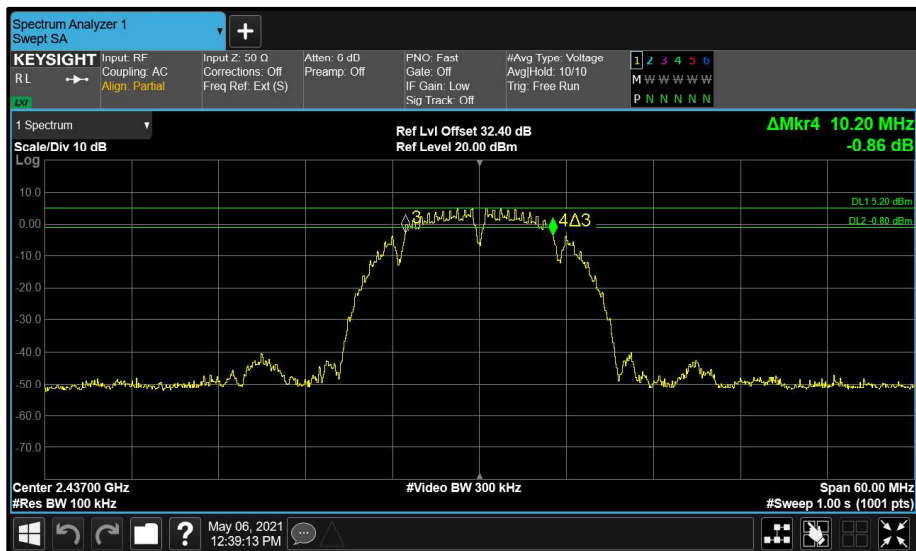 Spectrum Analyzer 1
Swept SA
+
KEYSIGHT Input: RF Input Z: 50 Ω Atten: 6 dB PNO: Fast #Avg Type: Voltage 1 2 3 4 5 6
R L Coupling: AC Corrections: Off Preamp: Off Gate: Off Avg|Hold: 10/10 M W W W W W
Align: Partial Freq Ref: Ext (S) IF Gain: Low Trig: Free Run
LXI Sig Track: Off P N N N N N
1 Spectrum Ref Lvl Offset 32.40 dB ΔMkr4 10.20 MHz
Scale/Div 10 dB Ref Level 20.00 dBm -0.86 dB
Log
10.0
DL1 5.20 dBm
0.00 3 4Δ3 DL2 -0.80 dBm
-10.0
-20.0
-30.0
-40.0
-50.0
-60.0
-70.0
Center 2.43700 GHz #Video BW 300 kHz Span 60.00 MHz
#Res BW 100 kHz #Sweep 1.00 s (1001 pts)
? May 06, 2021
12:39:13 PM